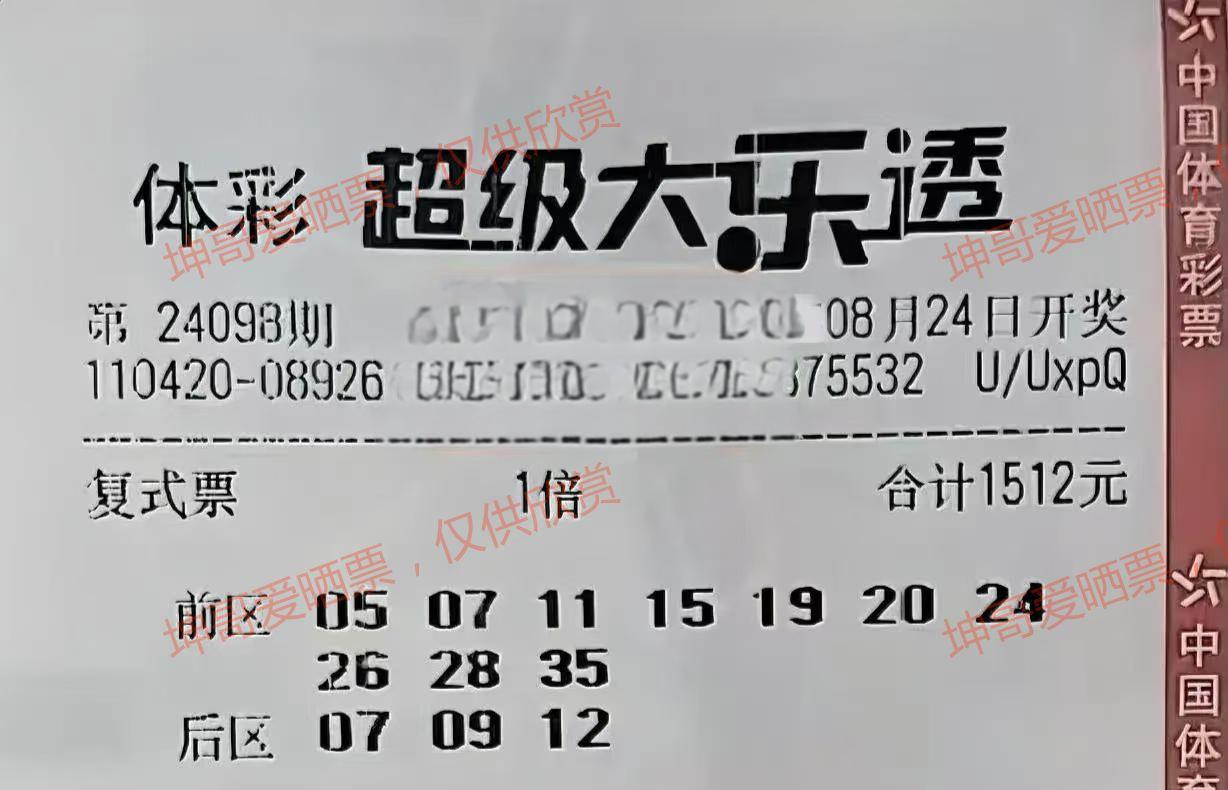 体彩 超级大乐透
第 24098期 08月24日开奖
110420-08926 75532 U/UxpQ
复式票 1倍 合计1512元
前区 05 07 11 15 19 20 24
26 28 35
后区 07 09 12
中国体育彩票
中国体育
坤哥爱晒票，仅供欣赏
坤哥爱晒票
坤哥爱晒票，仅供欣赏
坤哥爱晒票